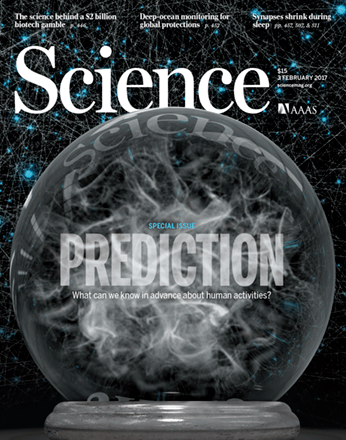 The science behind a $2 billion
biotech gamble p. 446
Deep-ocean monitoring for
global protections p. 452
Synapses shrink during
sleep pp. 457, 502, & 511
Science
$15
3 FEBRUARY 2017
sciencemag.org
AAAS
SPECIAL ISSUE
PREDICTION
What can we know in advance about human activities?